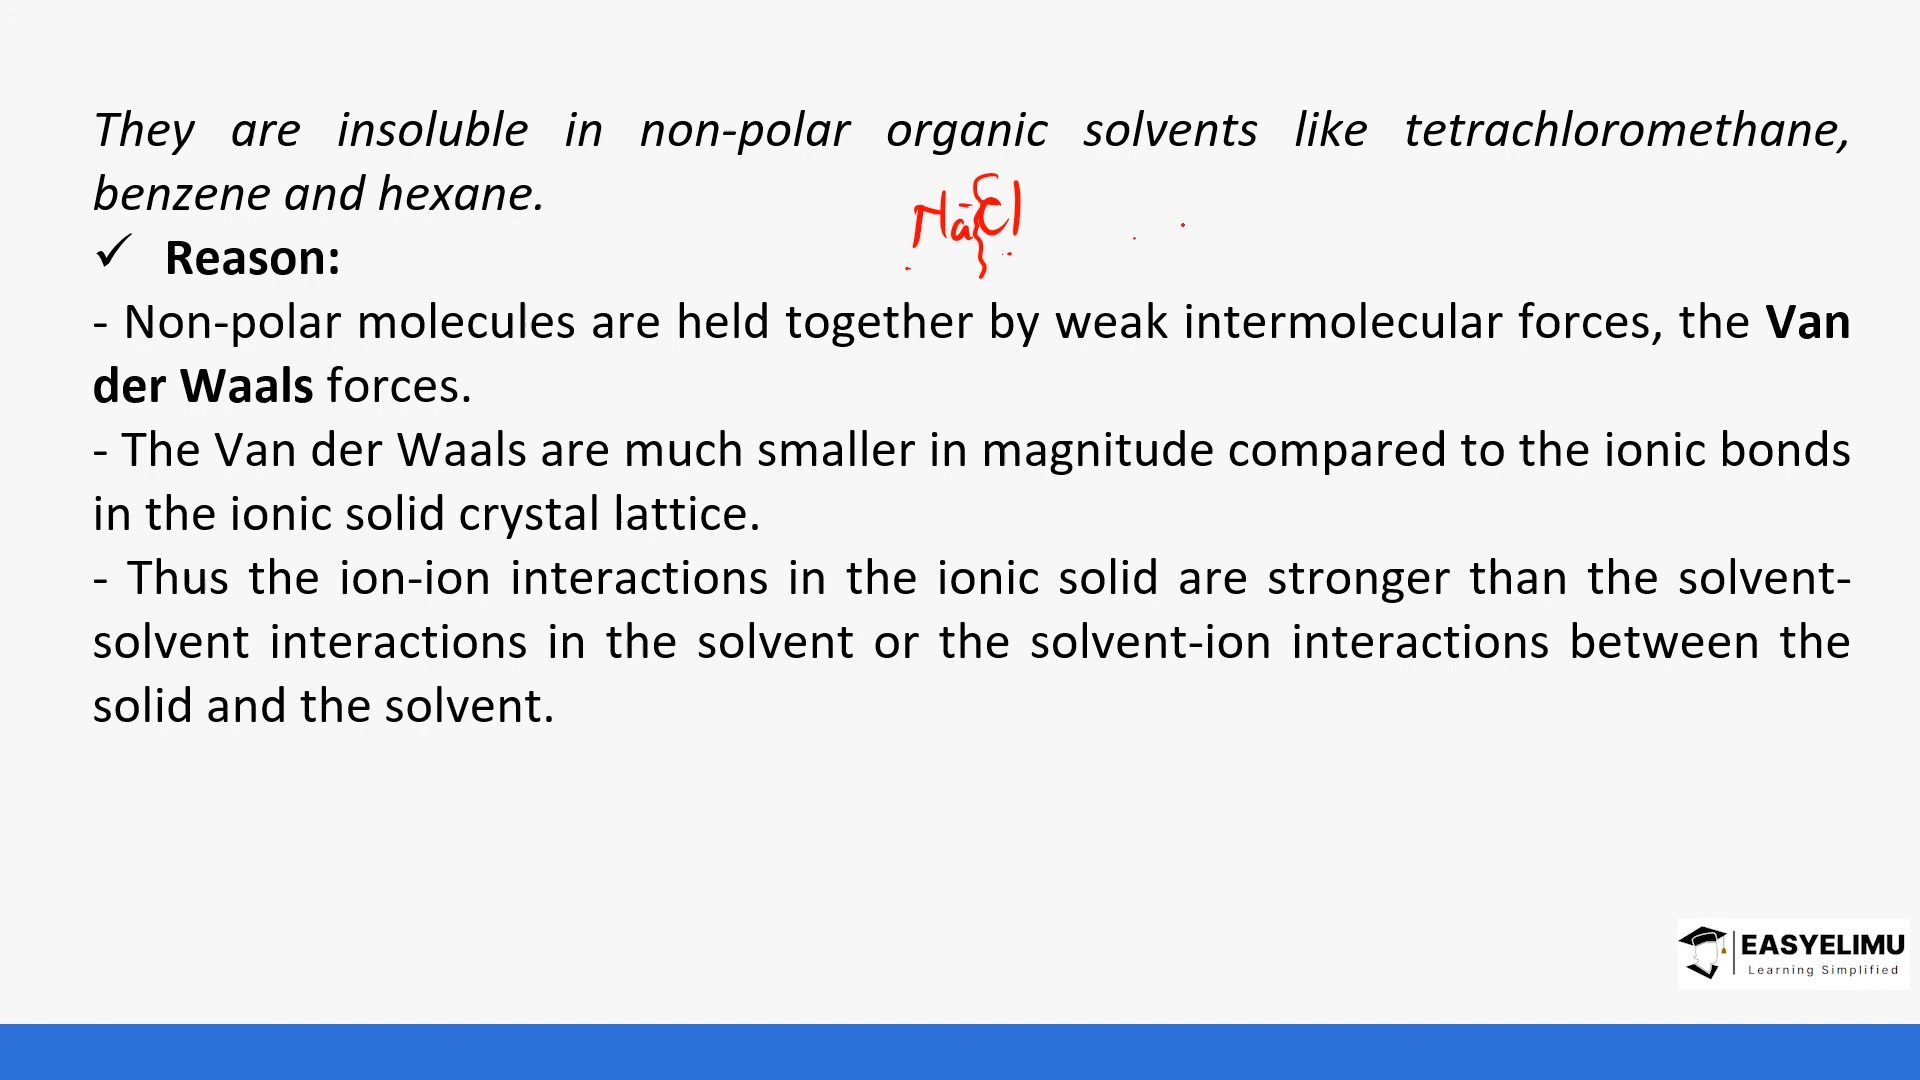 They are insoluble in non-polar organic solvents like tetrachloromethane,
benzene and hexane.
NaCl
✓ Reason:
- Non-polar molecules are held together by weak intermolecular forces, the Van
der Waals forces.
- The Van der Waals are much smaller in magnitude compared to the ionic bonds
in the ionic solid crystal lattice.
- Thus the ion-ion interactions in the ionic solid are stronger than the solvent-
solvent interactions in the solvent or the solvent-ion interactions between the
solid and the solvent.
EASYELIMU
Learning Simplified